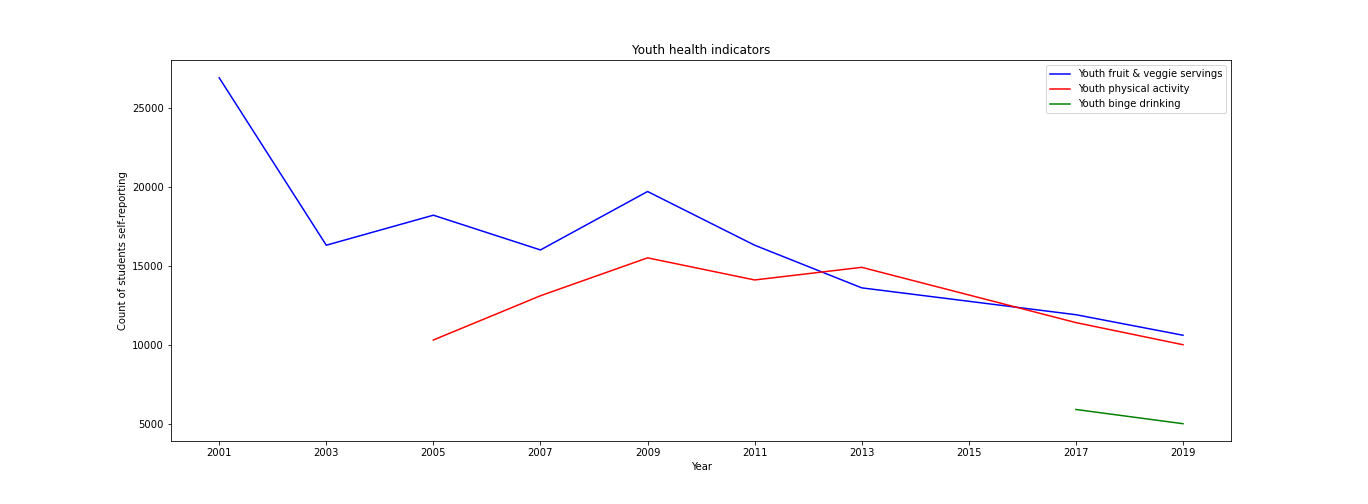 Youth health indicators
Youth fruit & veggie servings
Youth physical activity
Youth binge drinking
Count of students self-reporting
25000
20000
15000
10000
5000
2001 2003 2005 2007 2009 2011 2013 2015 2017 2019
Year